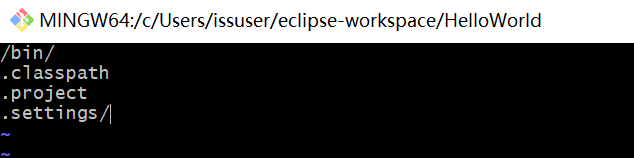 MINGW64:/c/Users/issuser/eclipse-workspace/HelloWorld
/bin/
.classpath
.project
.settings/
~
~